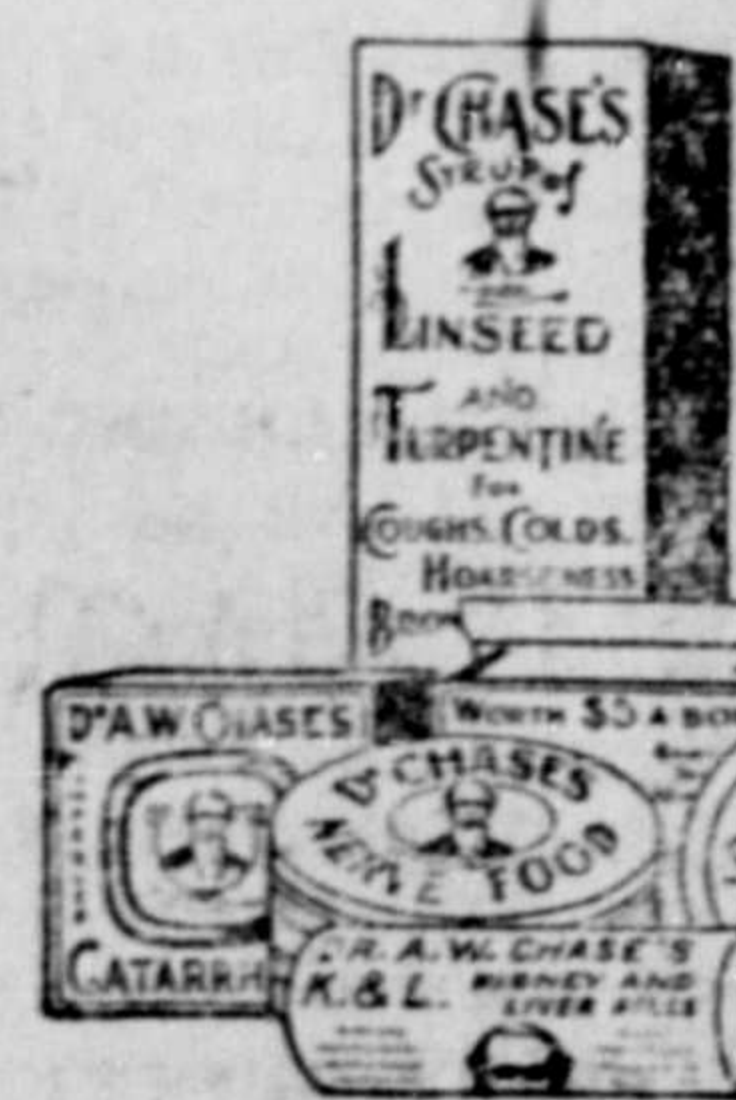 Dr CHASE'S
SYRUP of
LINSEED
AND
TURPENTINE
FOR
COUGHS. COLDS.
HOARSENESS
Dr A.W. CHASES
CATARRH
WORTH $5 A
Dr CHASES
NERVE FOOD
DR. A.W. CHASE'S
K. & L. KIDNEY AND
LIVER PILLS